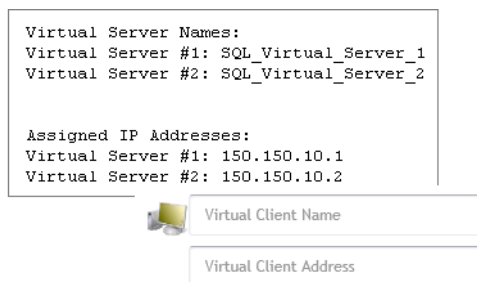 Virtual Server Names:
Virtual Server #1: SQL_Virtual_Server_1
Virtual Server #2: SQL_Virtual_Server_2
Assigned IP Addresses:
Virtual Server #1: 150.150.10.1
Virtual Server #2: 150.150.10.2
Virtual Client Name
Virtual Client Address